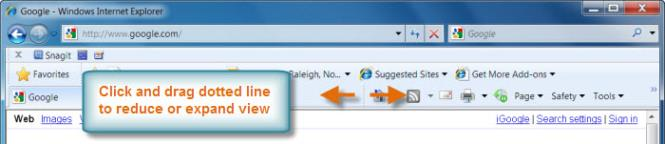 Google - Windows Internet Explorer
http://www.google.com/
Google
X Snagit
Favorites
Raleigh, No...
Suggested Sites
Get More Add-ons
Google
Page
Safety
Tools
Click and drag dotted line
to reduce or expand view
Web Images
iGoogle | Search settings | Sign in